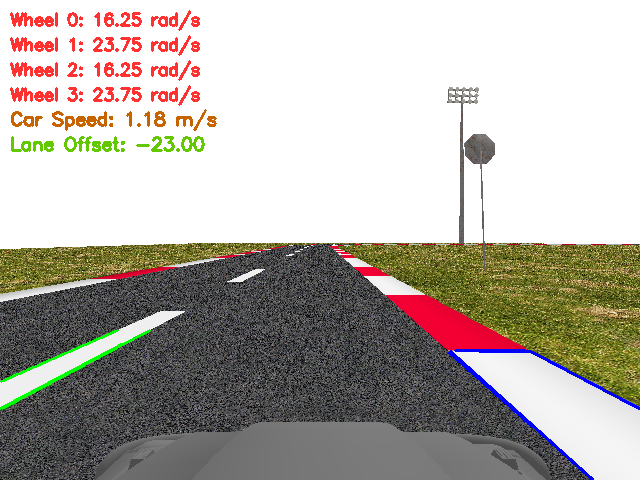 Wheel 0: 16.25 rad/s
Wheel 1: 23.75 rad/s
Wheel 2: 16.25 rad/s
Wheel 3: 23.75 rad/s
Car Speed: 1.18 m/s
Lane Offset: -23.00